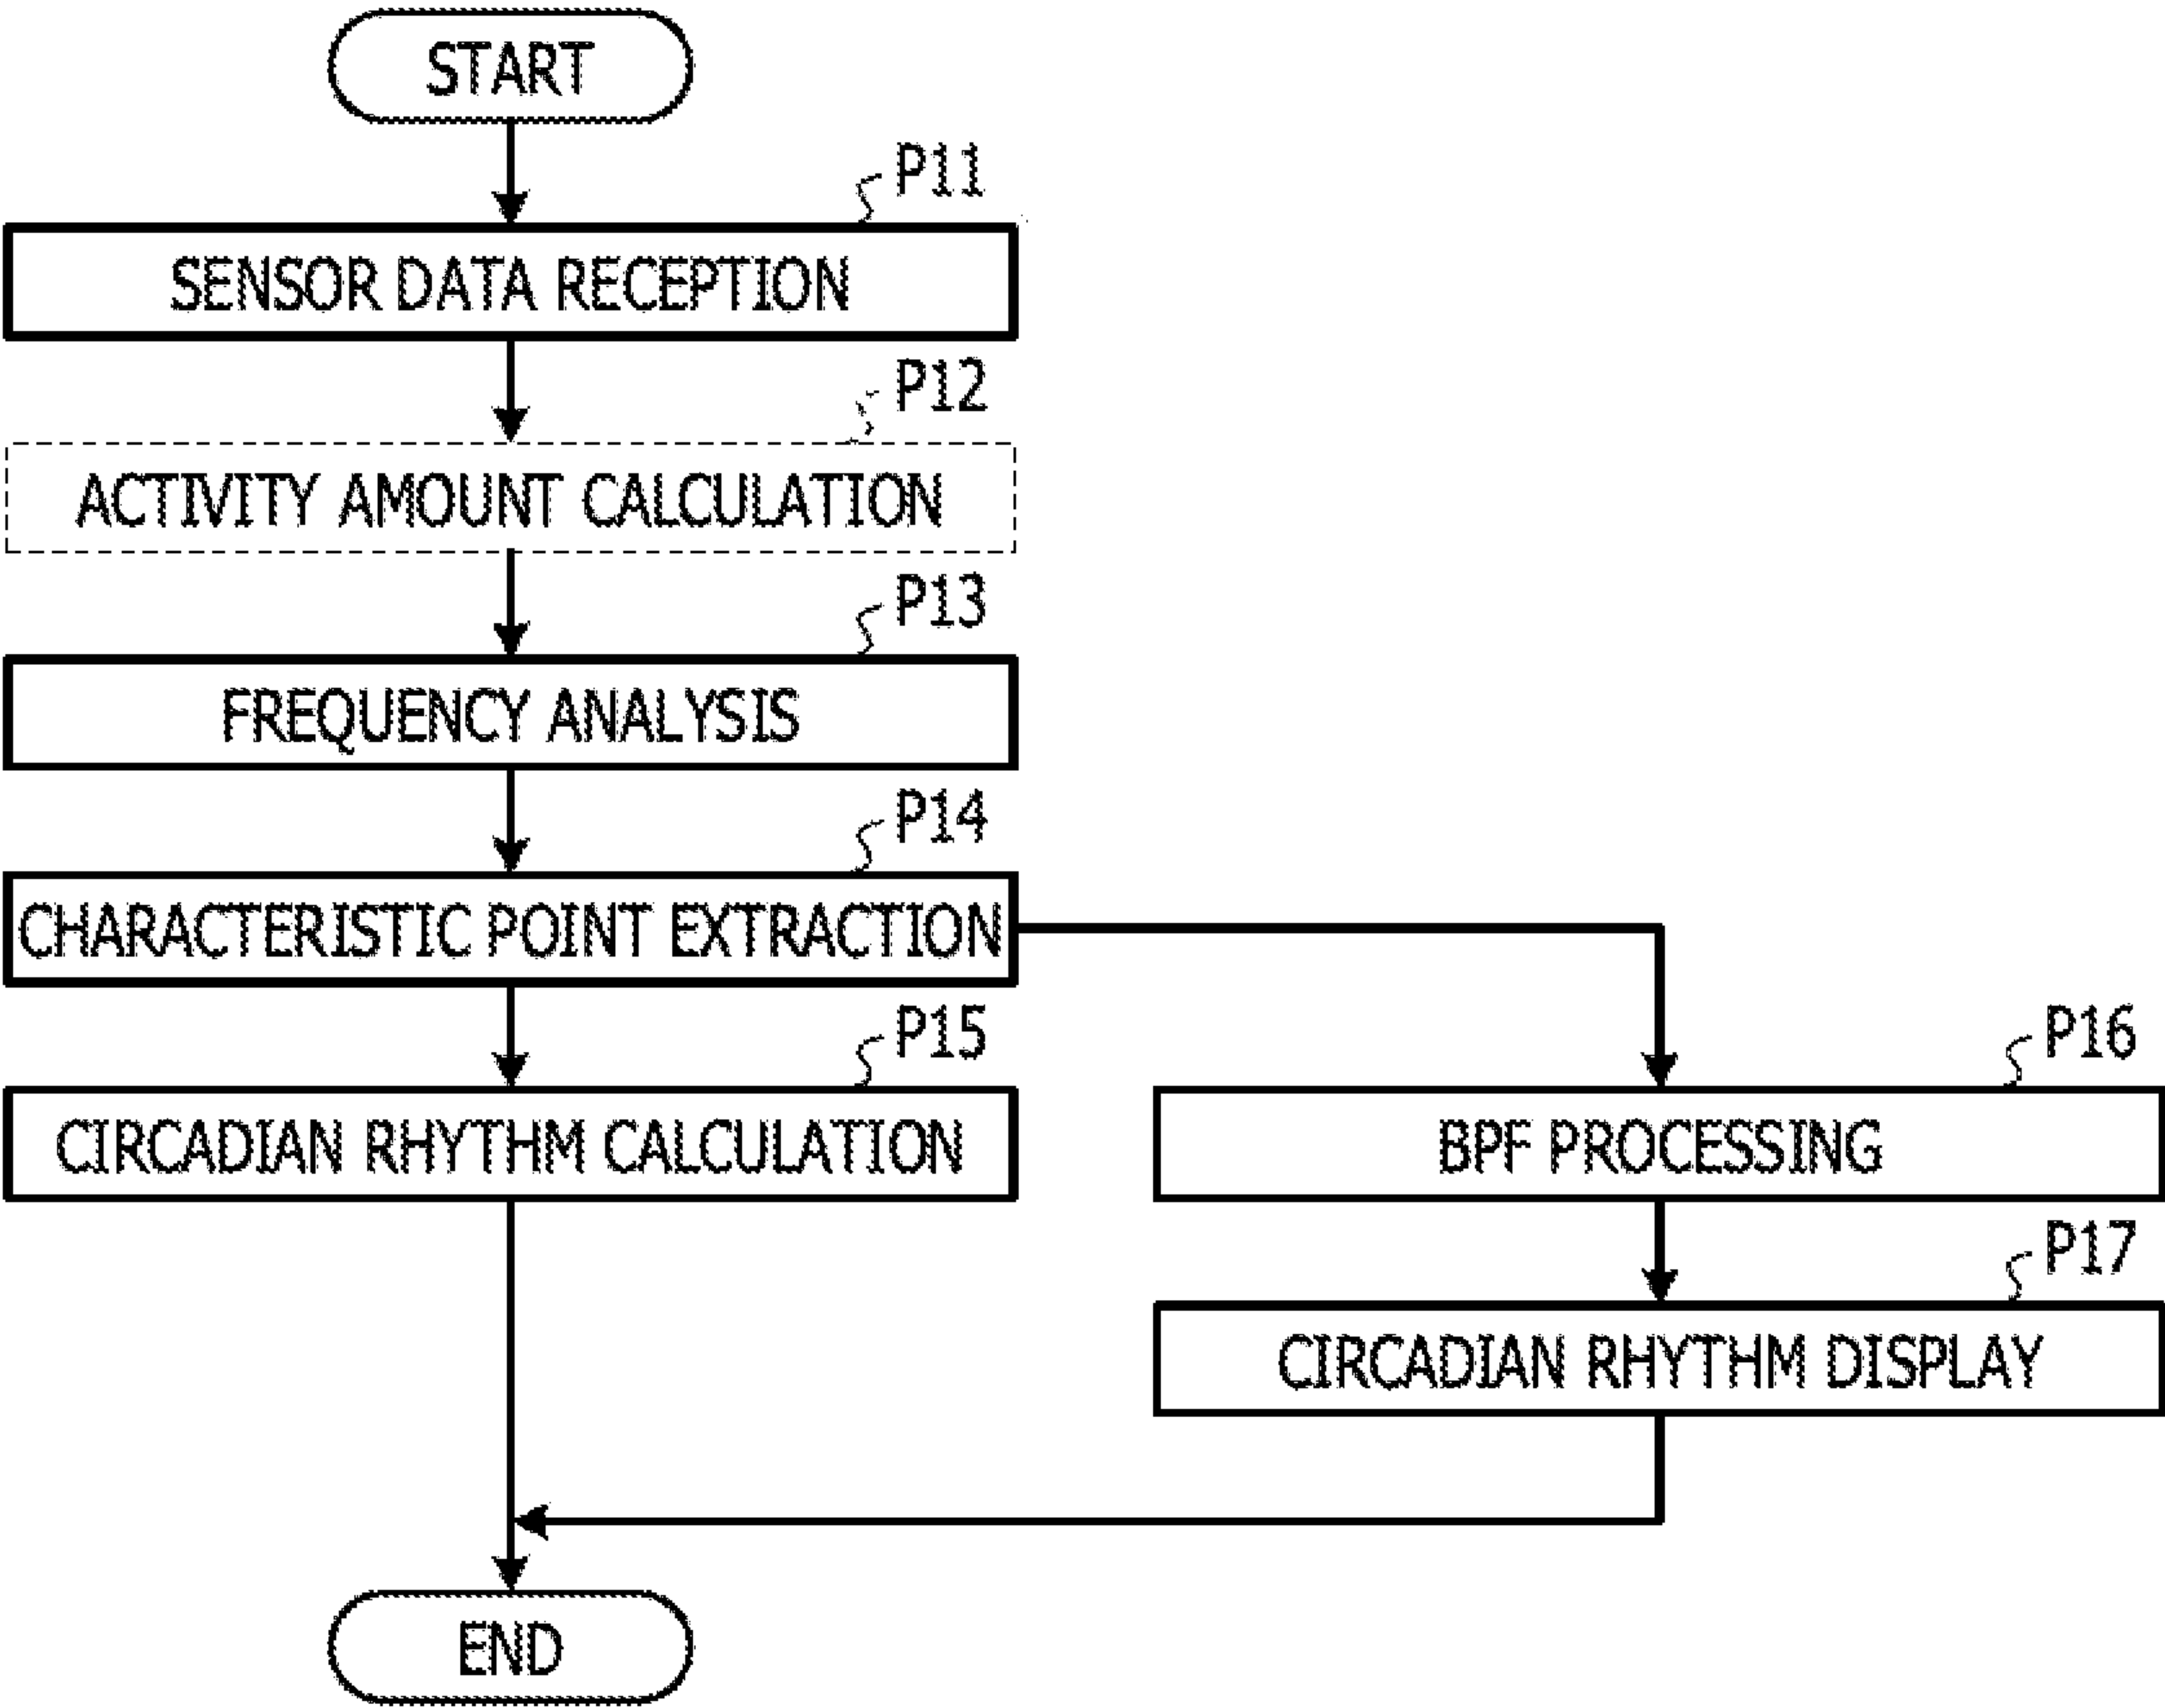 START
P11
SENSOR DATA RECEPTION
P12
ACTIVITY AMOUNT CALCULATION
P13
FREQUENCY ANALYSIS
P14
CHARACTERISTIC POINT EXTRACTION
P15
CIRCADIAN RHYTHM CALCULATION
P16
BPF PROCESSING
P17
CIRCADIAN RHYTHM DISPLAY
END